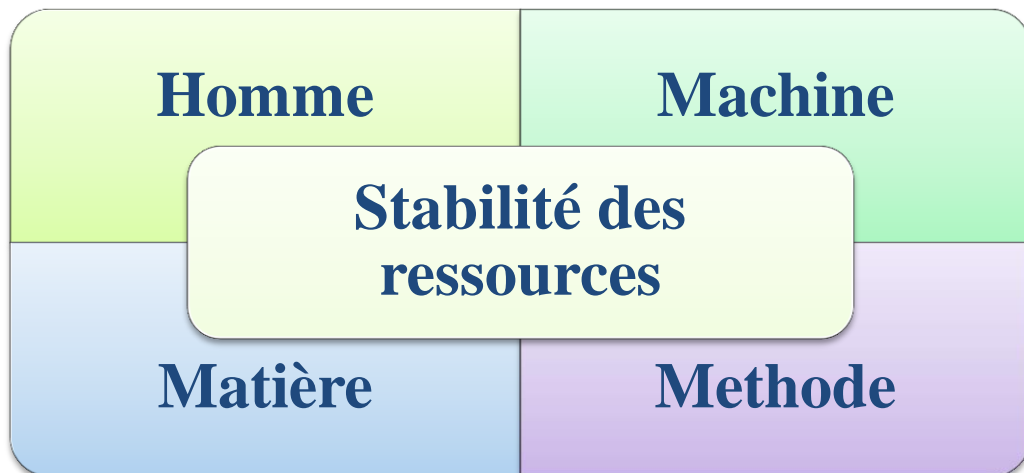 Homme
Machine
Stabilité des
ressources
Matière
Methode